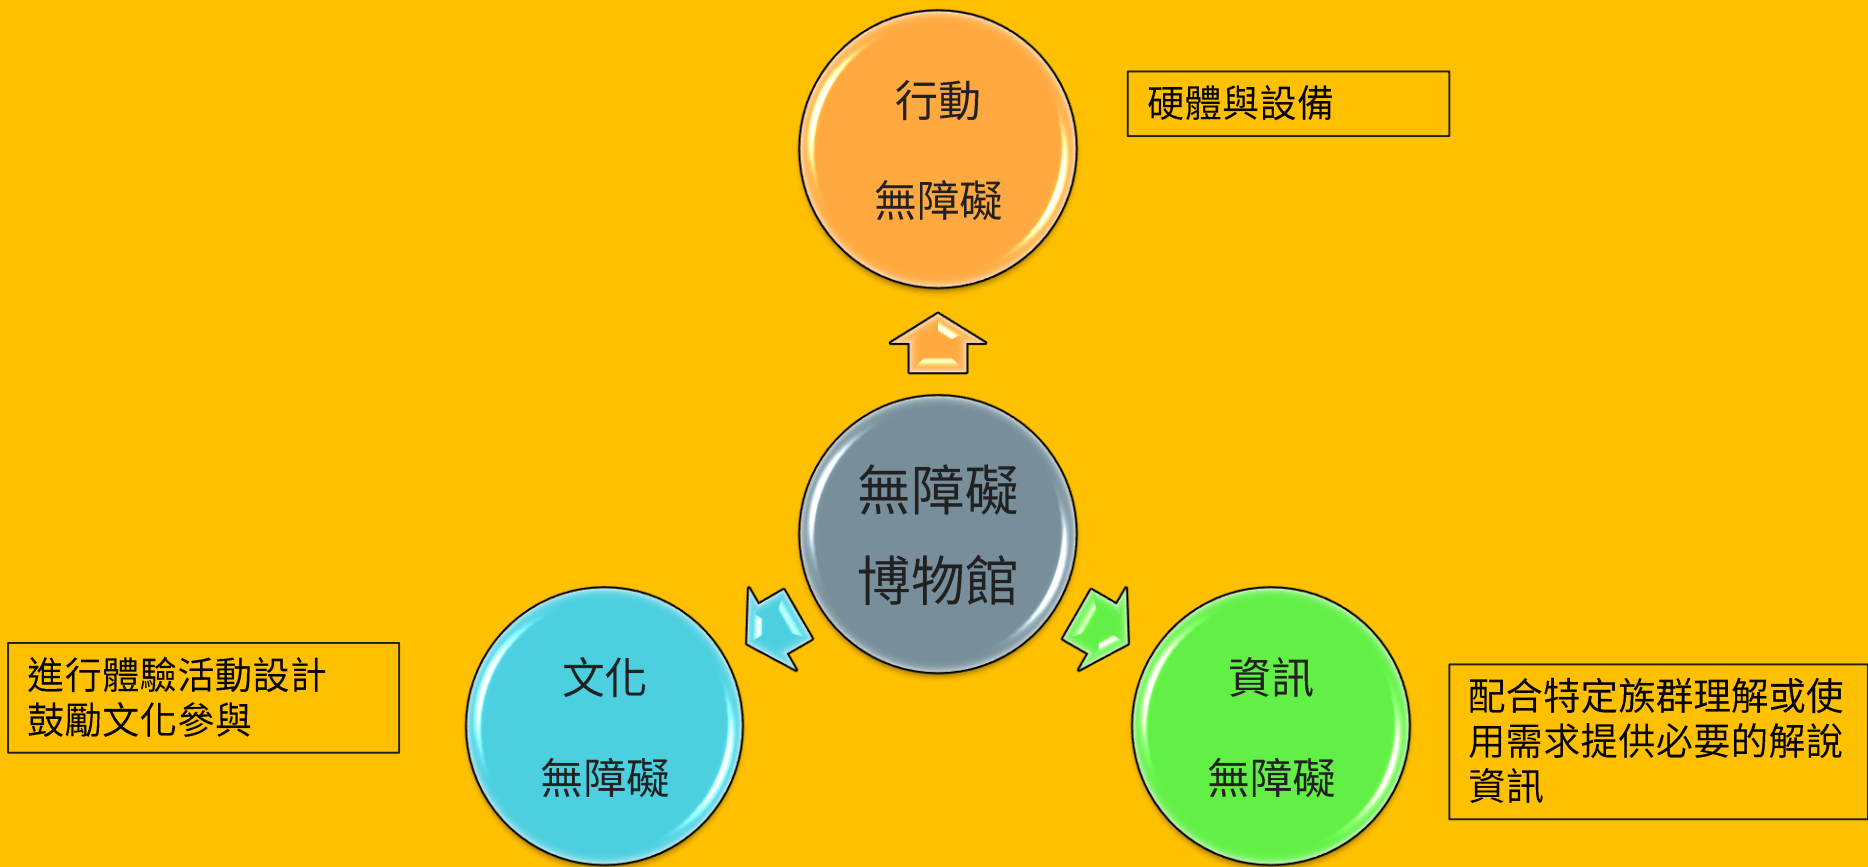 行動
無障礙
硬體與設備
無障礙
博物館
文化
無障礙
進行體驗活動設計
鼓勵文化參與
資訊
無障礙
配合特定族群理解或使
用需求提供必要的解說
資訊